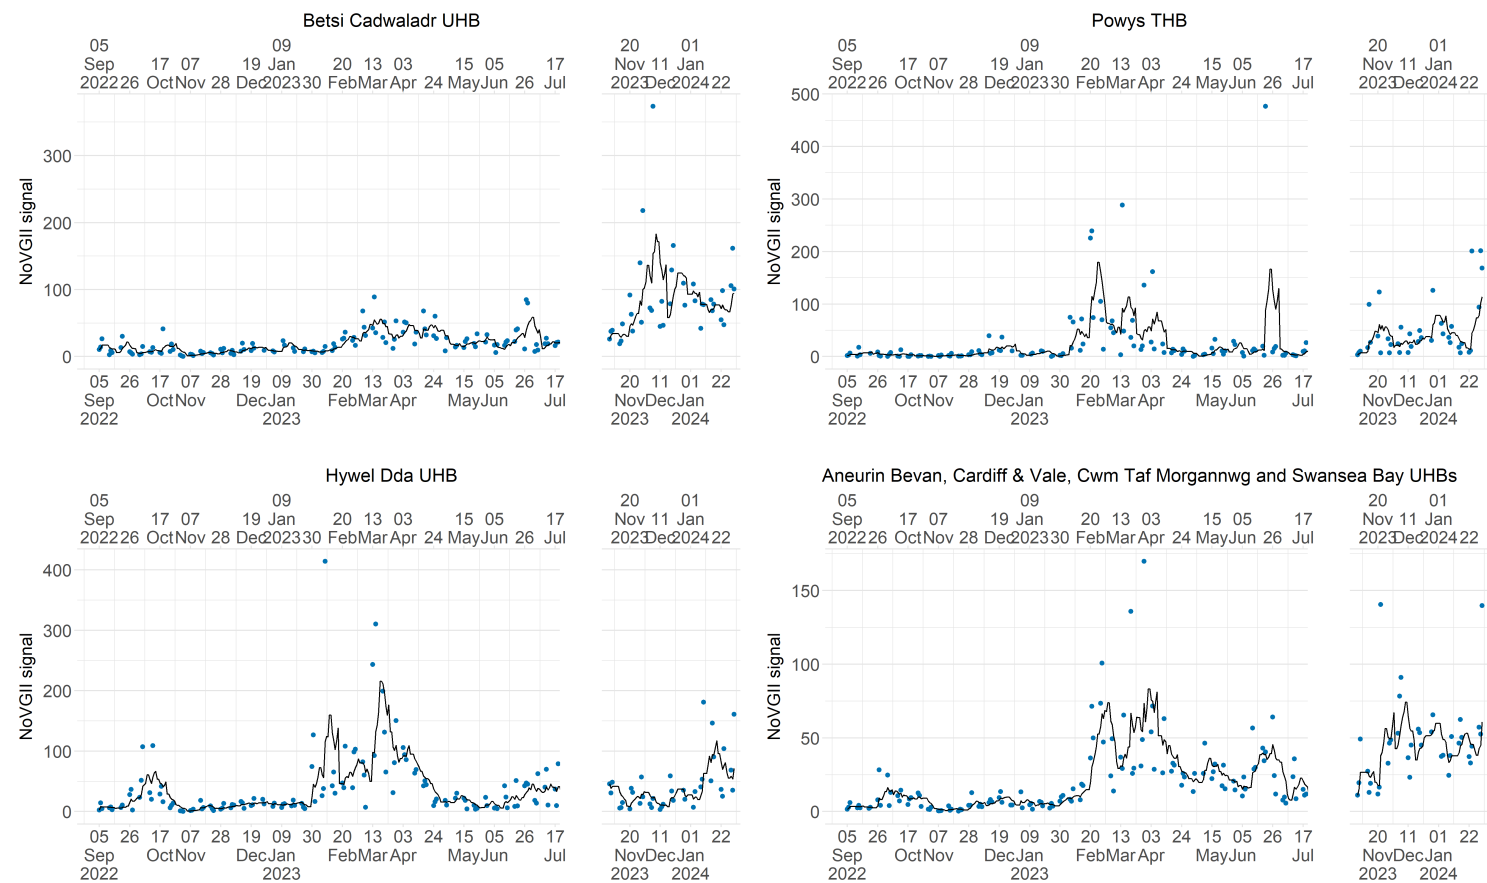 Betsi Cadwaladr UHB
05 09 20 01
Sep 17 07 19 Jan 20 13 03 15 05 17 Nov 11 Jan
2022 26 Oct Nov 28 Dec 2023 30 Feb Mar Apr 24 May Jun 26 Jul 2023 Dec 2024 22
NoVGII signal
300
200
100
0
05 26 17 07 28 19 09 30 20 13 03 24 15 05 26 17 20 11 01 22
Sep Oct Nov Dec Jan Feb Mar Apr May Jun Jul Nov Dec Jan
2022 2023 2023 2024
Powys THB
05 09 20 01
Sep 17 07 19 Jan 20 13 03 15 05 17 Nov 11 Jan
2022 26 Oct Nov 28 Dec 2023 30 Feb Mar Apr 24 May Jun 26 Jul 2023 Dec 2024 22
NoVGII signal
500
400
300
200
100
0
05 26 17 07 28 19 09 30 20 13 03 24 15 05 26 17 20 11 01 22
Sep Oct Nov Dec Jan Feb Mar Apr May Jun Jul Nov Dec Jan
2022 2023 2023 2024
Hywel Dda UHB
05 09 20 01
Sep 17 07 19 Jan 20 13 03 15 05 17 Nov 11 Jan
2022 26 Oct Nov 28 Dec 2023 30 Feb Mar Apr 24 May Jun 26 Jul 2023 Dec 2024 22
NoVGII signal
400
300
200
100
0
05 26 17 07 28 19 09 30 20 13 03 24 15 05 26 17 20 11 01 22
Sep Oct Nov Dec Jan Feb Mar Apr May Jun Jul Nov Dec Jan
2022 2023 2023 2024
Aneurin Bevan, Cardiff & Vale, Cwm Taf Morgannwg and Swansea Bay UHBs
05 09 20 01
Sep 17 07 19 Jan 20 13 03 15 05 17 Nov 11 Jan
2022 26 Oct Nov 28 Dec 2023 30 Feb Mar Apr 24 May Jun 26 Jul 2023 Dec 2024 22
NoVGII signal
150
100
50
0
05 26 17 07 28 19 09 30 20 13 03 24 15 05 26 17 20 11 01 22
Sep Oct Nov Dec Jan Feb Mar Apr May Jun Jul Nov Dec Jan
2022 2023 2023 2024